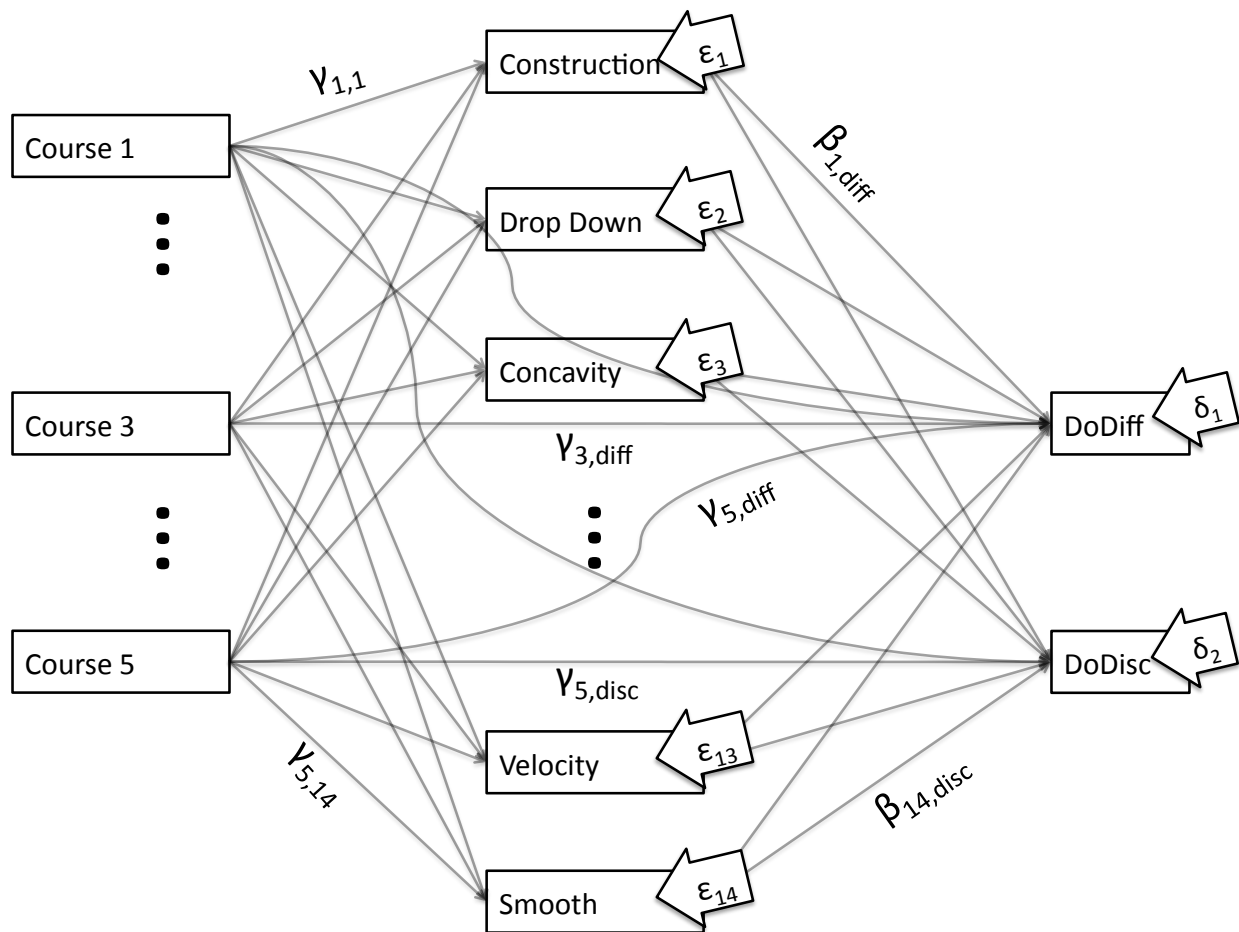 Construction
ε1
γ1,1
Course 1
β1,diff
Drop Down
ε2
Concavity
ε3
Course 3
DoDiff
δ1
γ3,diff
γ5,diff
Course 5
DoDisc
δ2
γ5,disc
Velocity
ε13
γ5,14
β14,disc
Smooth
ε14